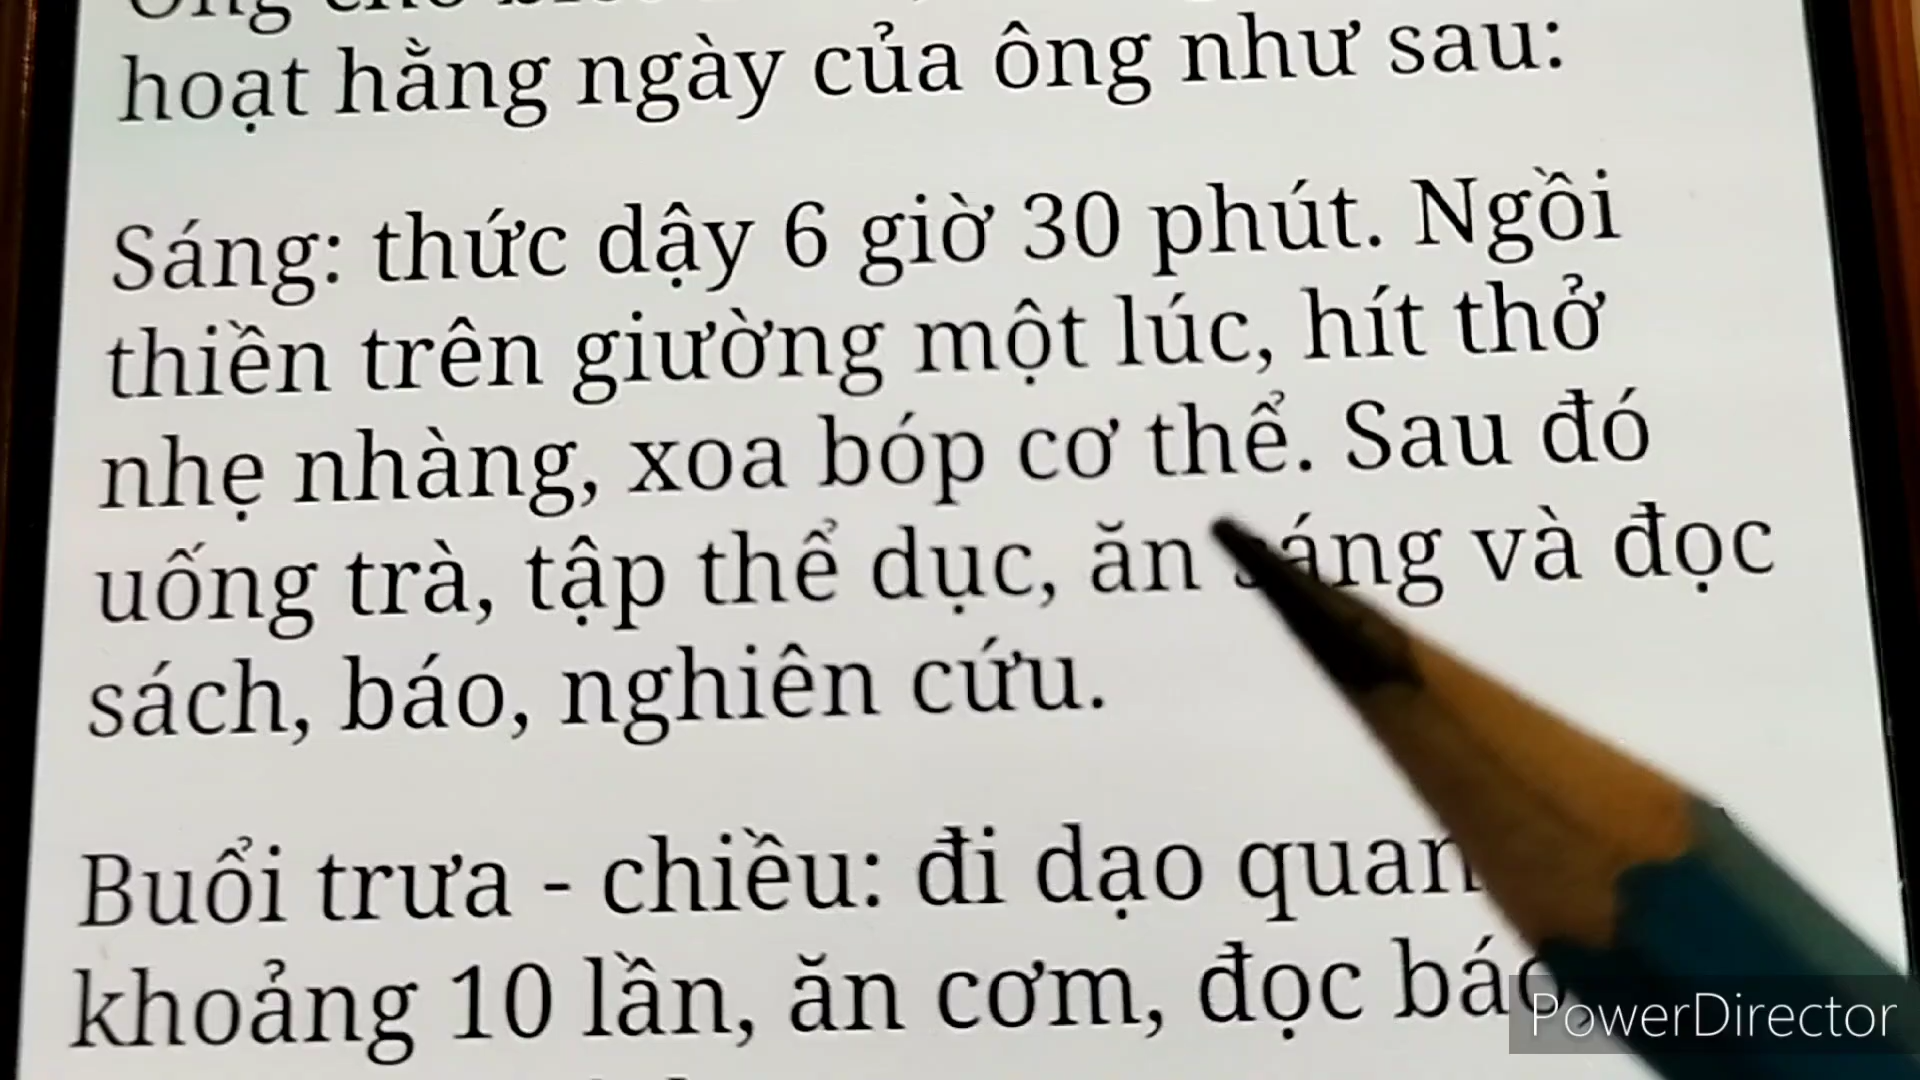 hoạt hằng ngày của ông như sau:
Sáng: thức dậy 6 giờ 30 phút. Ngồi
thiền trên giường một lúc, hít thở
nhẹ nhàng, xoa bóp cơ thể. Sau đó
uống trà, tập thể dục, ăn sáng và đọc
sách, báo, nghiên cứu.
Buổi trưa - chiều: đi dạo quan
khoảng 10 lần, ăn cơm, đọc báo
PowerDirector